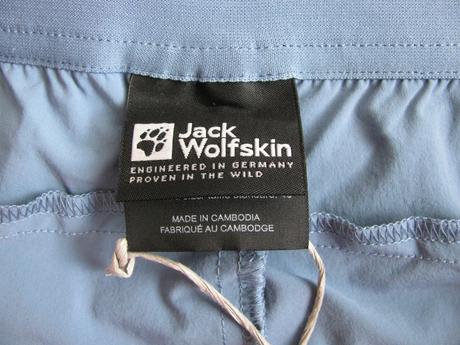 Jack
Wolfskin
ENGINEERED IN GERMANY
PROVEN IN THE WILD
MADE IN CAMBODIA
FABRIQUÉ AU CAMBODGE